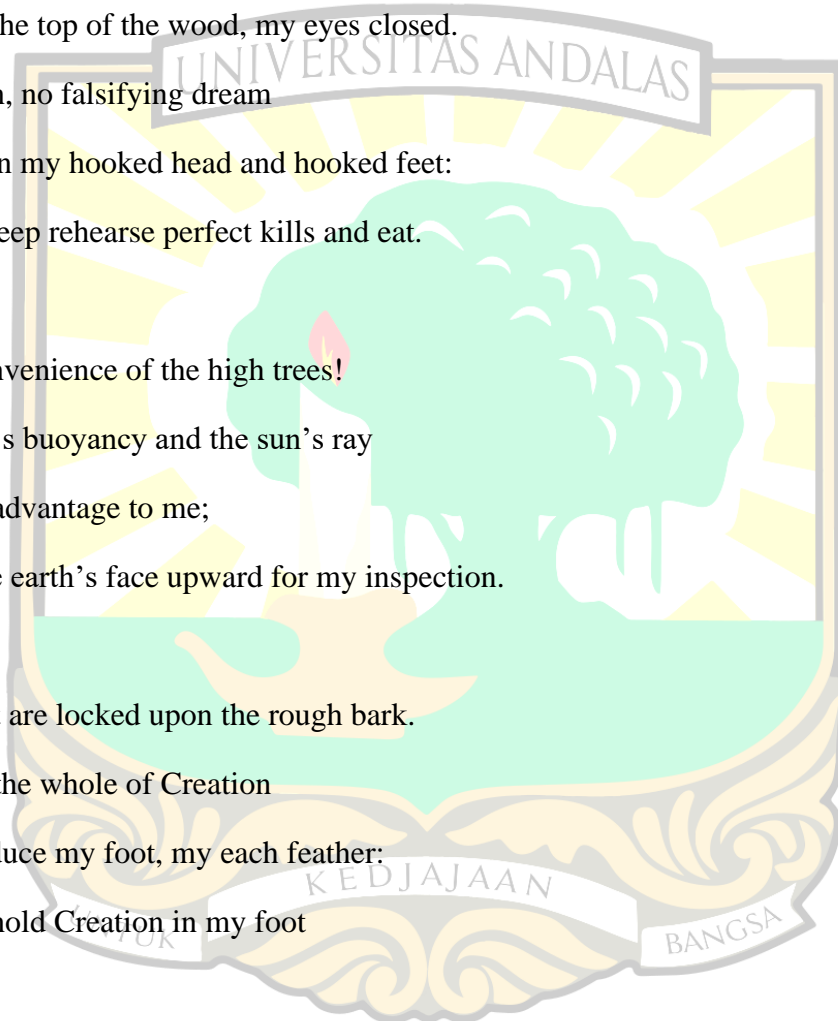 he top of the wood, my eyes closed.
UNIVERSITAS ANDALAS
, no falsifying dream
n my hooked head and hooked feet:
eep rehearse perfect kills and eat.
nvenience of the high trees!
s buoyancy and the sun’s ray
advantage to me;
e earth’s face upward for my inspection.
are locked upon the rough bark.
the whole of Creation
duce my foot, my each feather:
hold Creation in my foot
UNTUK KEDJAJAAN BANGSA